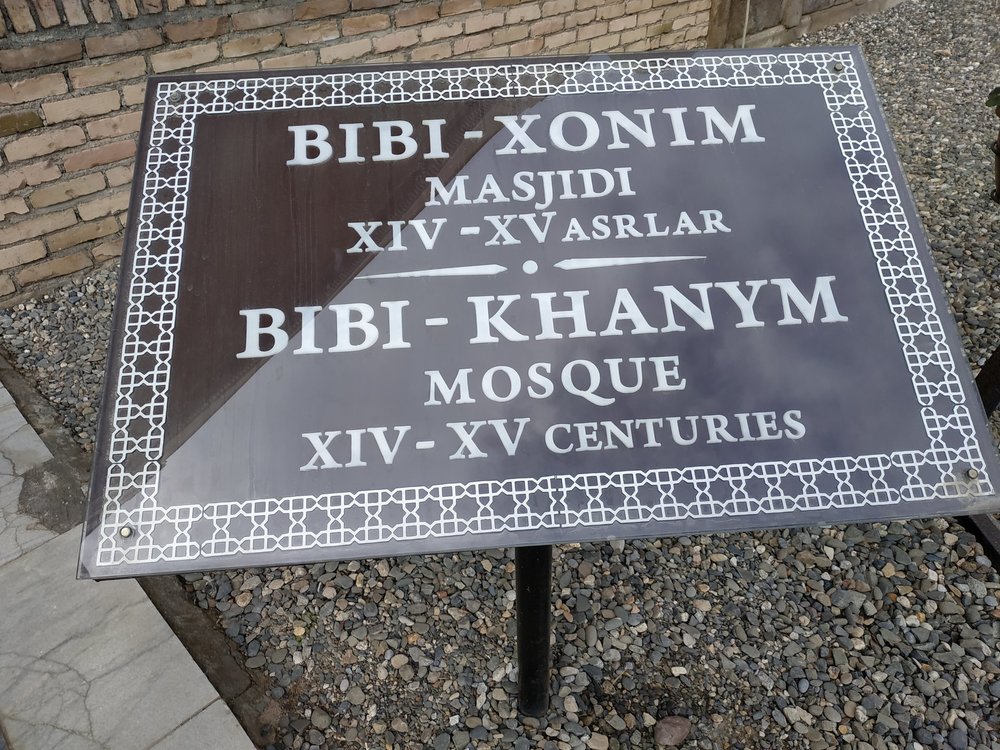 BIBI-XONIM
MASJIDI
XIV-XV ASRLAR
BIBI-KHANYM
MOSQUE
XIV-XV CENTURIES